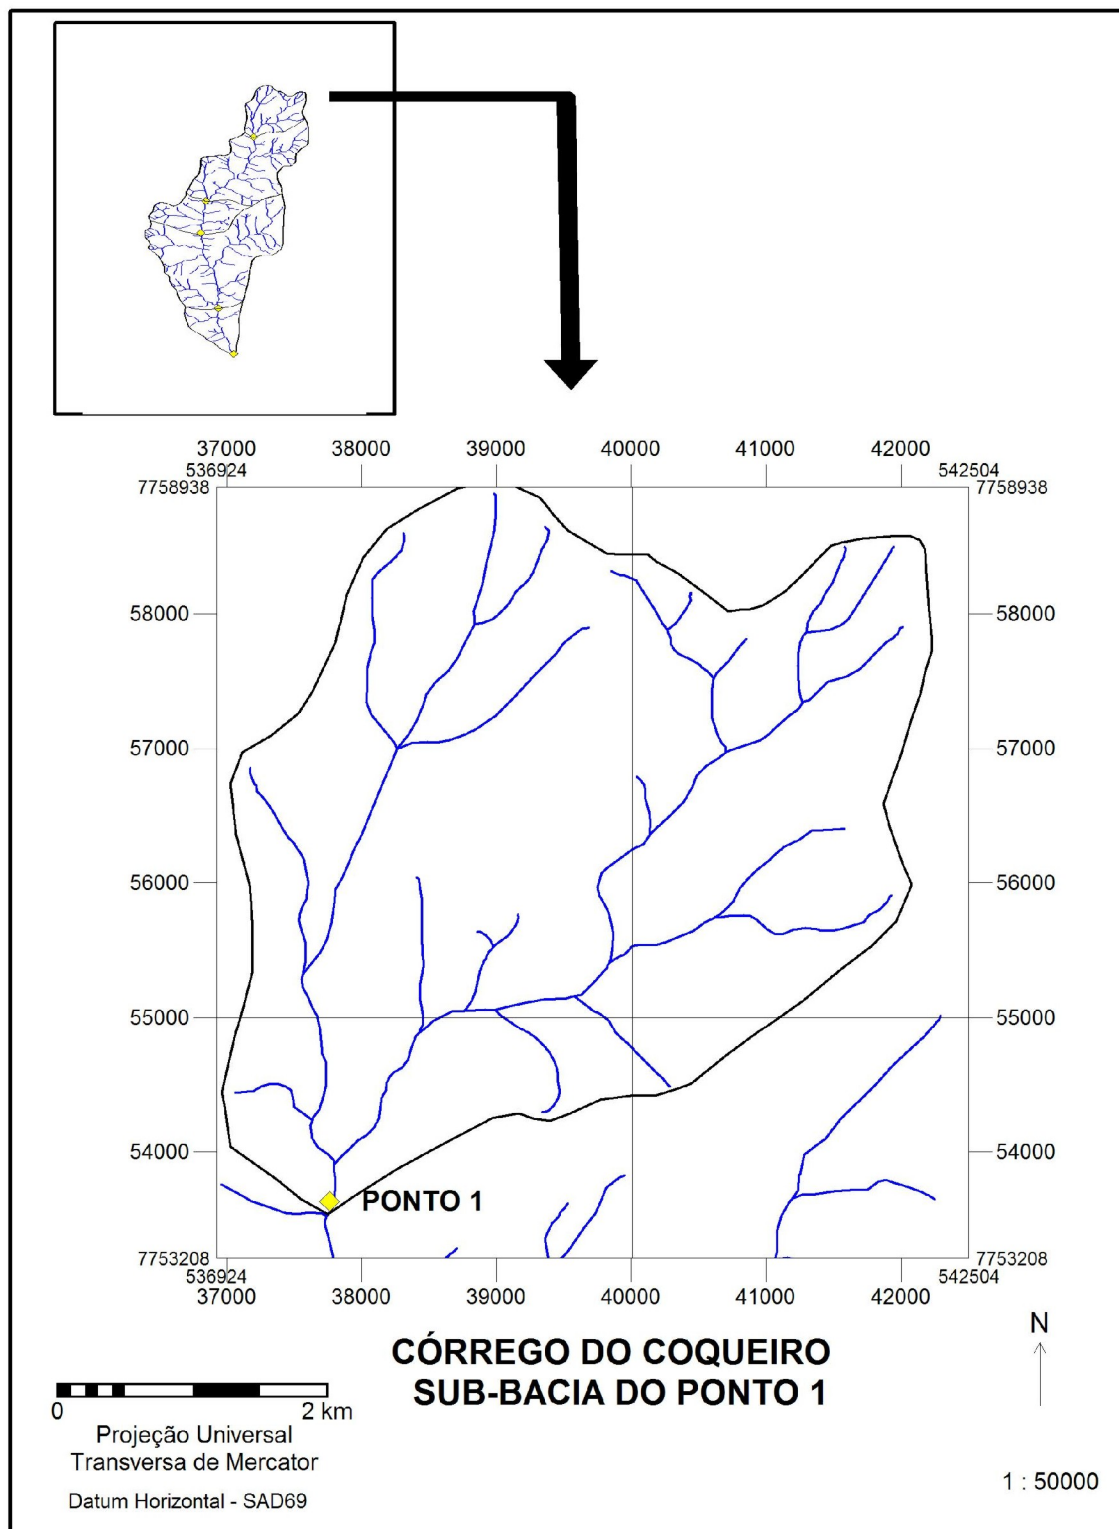 37000 38000 39000 40000 41000 42000
536924 542504
7758938 7758938
58000 58000
57000 57000
56000 56000
55000 55000
54000 54000
PONTO 1
7753208 7753208
536924 542504
37000 38000 39000 40000 41000 42000
CÓRREGO DO COQUEIRO
SUB-BACIA DO PONTO 1
N
0 2 km
Projeção Universal
Transversa de Mercator
Datum Horizontal - SAD69
1 : 50000